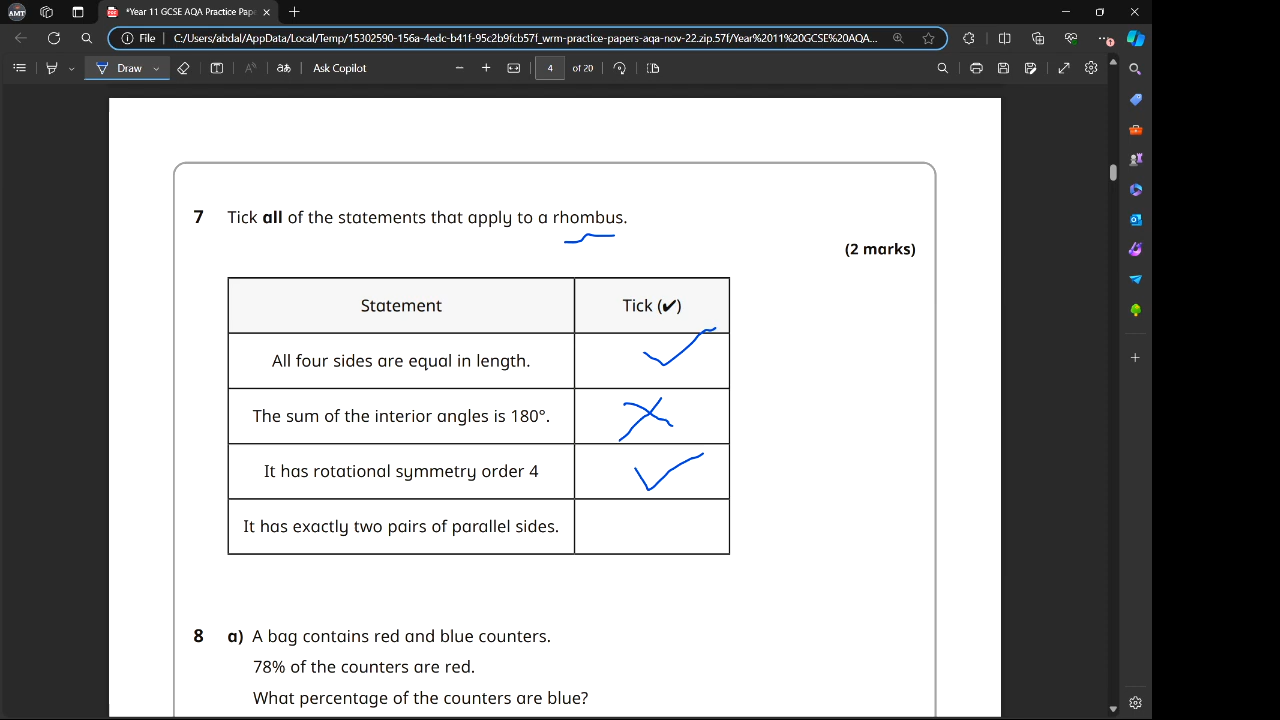 AMT
*Year 11 GCSE AQA Practice Pape
File
C:/Users/abdal/AppData/Local/Temp/15302590-156a-4edc-b41f-95c2b9fcb57f_wrm-practice-papers-aqa-nov-22.zip.57f/Year%2011%20GCSE%20AQA...
Draw
Ask Copilot
4 of 20
7 Tick all of the statements that apply to a rhombus.
(2 marks)
Statement Tick (✔)
All four sides are equal in length. ✓
The sum of the interior angles is 180°. ✗
It has rotational symmetry order 4 ✓
It has exactly two pairs of parallel sides.
8 a) A bag contains red and blue counters.
78% of the counters are red.
What percentage of the counters are blue?